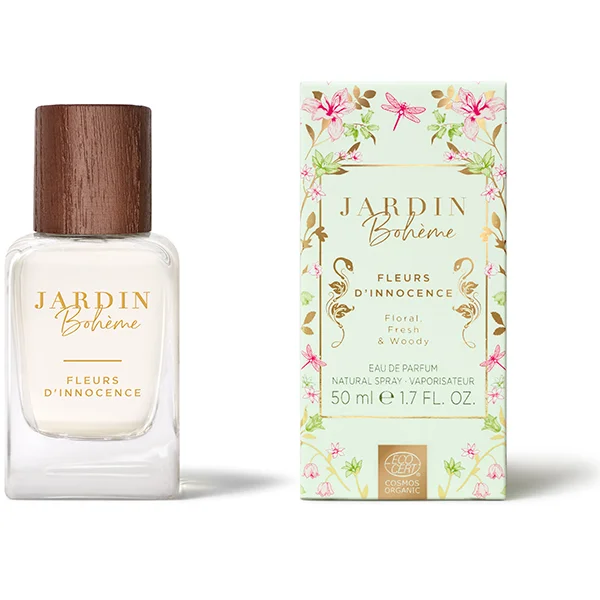 JARDIN
Bohème
FLEURS
D'INNOCENCE
JARDIN
Bohème
FLEURS
D'INNOCENCE
Floral,
Fresh
& Woody
EAU DE PARFUM
NATURAL SPRAY · VAPORISATEUR
50 ml ℮ 1.7 FL. OZ.
ECO
CERT®
COSMOS
ORGANIC